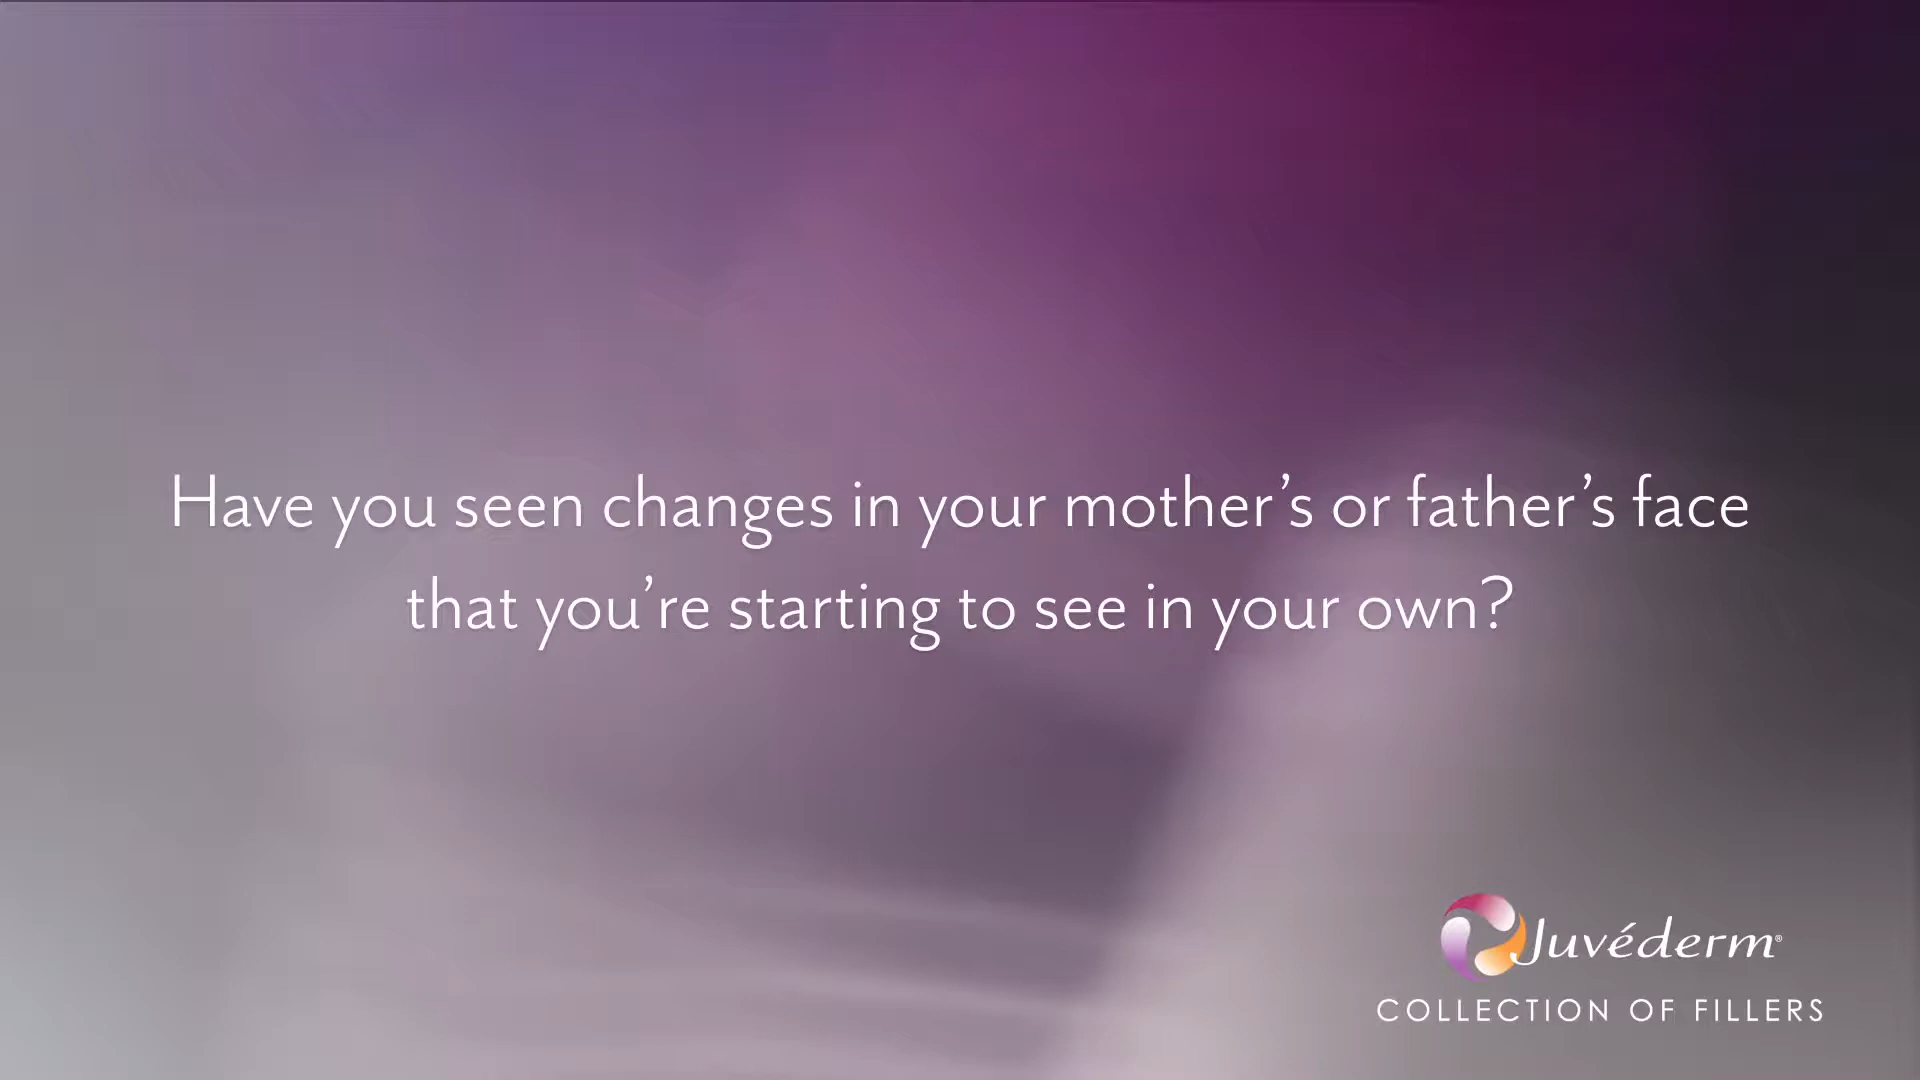 Have you seen changes in your mother’s or father’s face
that you’re starting to see in your own?
Juvéderm®
COLLECTION OF FILLERS